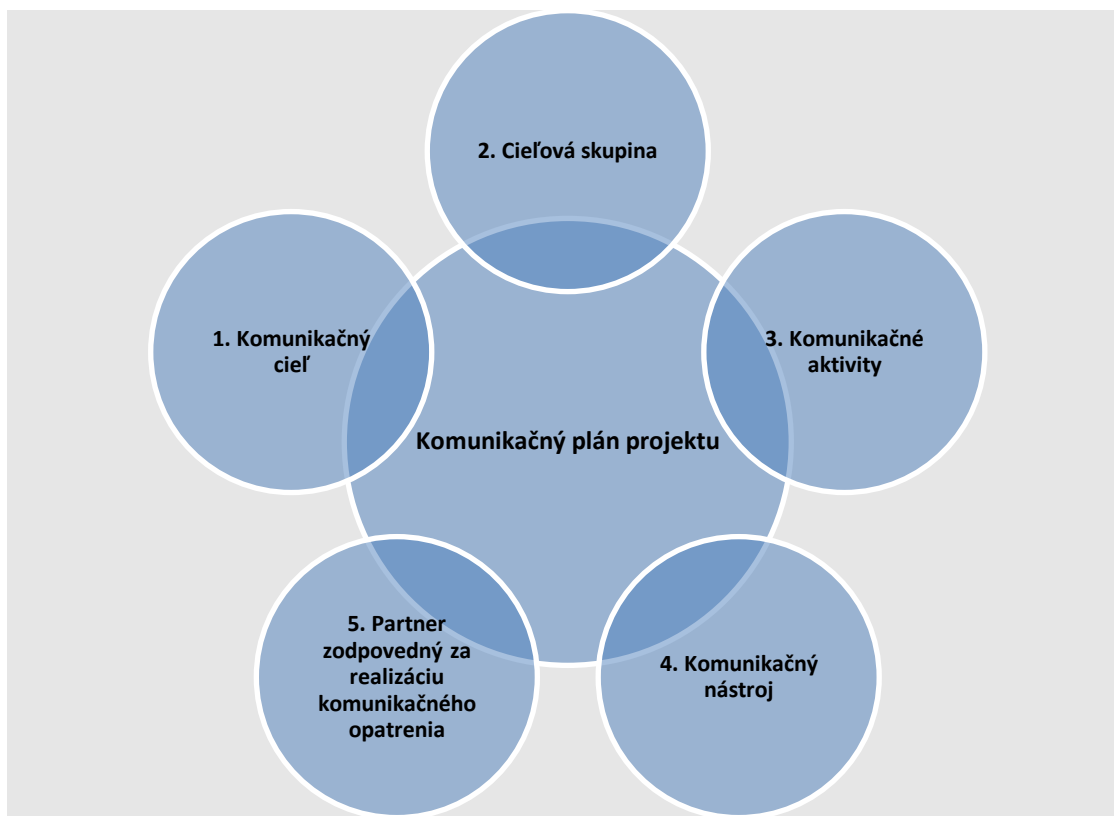 2. Cieľová skupina
1. Komunikačný
cieľ
3. Komunikačné
aktivity
Komunikačný plán projektu
5. Partner
zodpovedný za
realizáciu
komunikačného
opatrenia
4. Komunikačný
nástroj